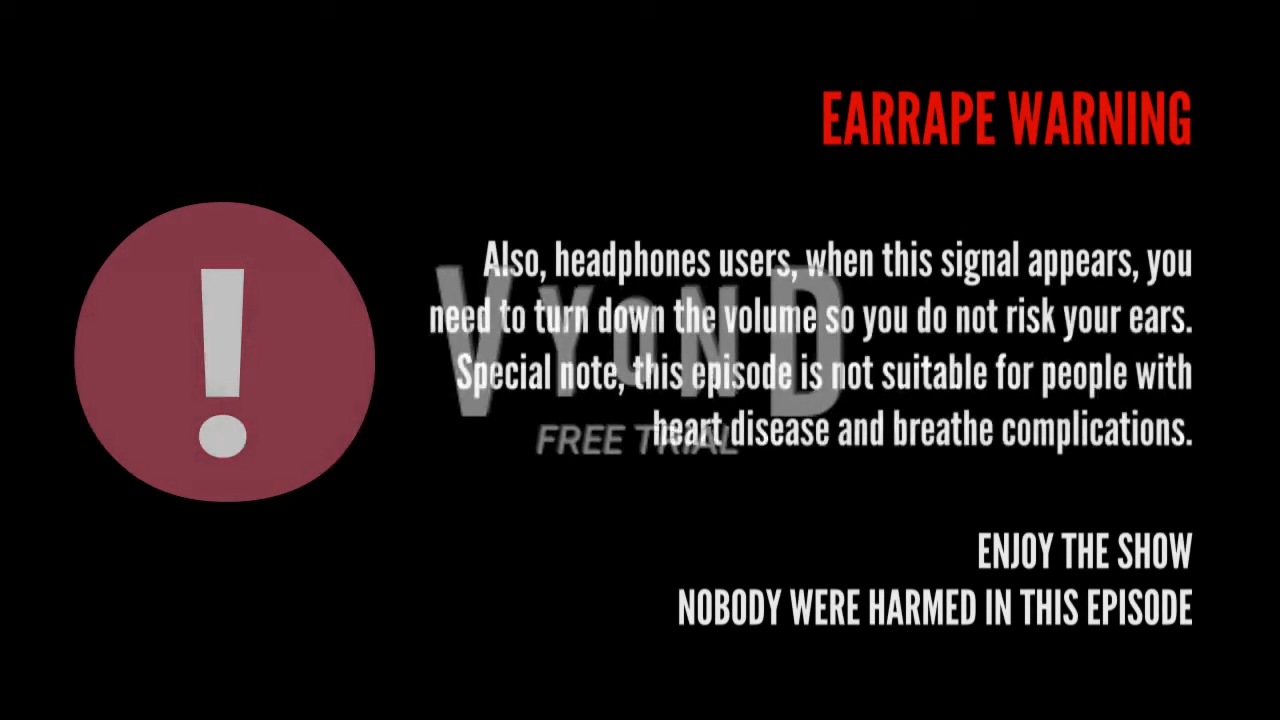 EARRAPE WARNING
Also, headphones users, when this signal appears, you
need to turn down the volume so you do not risk your ears.
Special note, this episode is not suitable for people with
heart disease and breathe complications.
VYOND
FREE TRIAL
ENJOY THE SHOW
NOBODY WERE HARMED IN THIS EPISODE